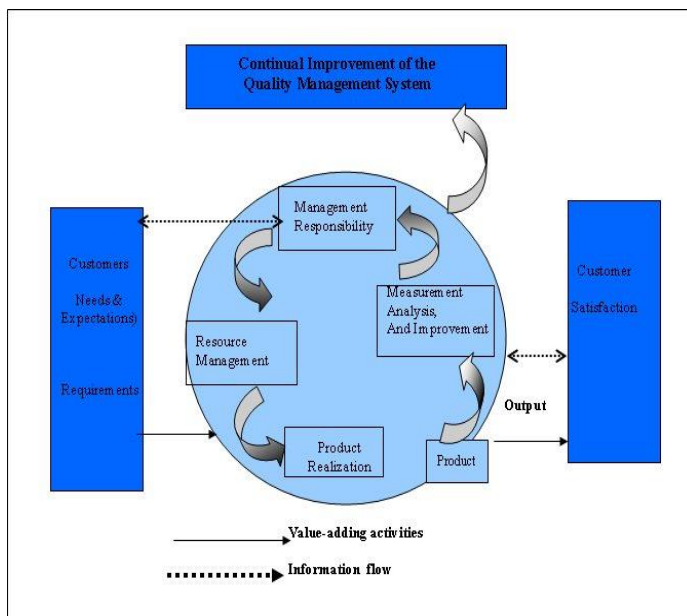 Continual Improvement of the
Quality Management System
Management
Responsibility
Customers
Needs &
Expectations)
Requirements
Customer
Satisfaction
Measurement
Analysis,
And Improvement
Resource
Management
Output
Product
Realization
Product
Value-adding activities
Information flow